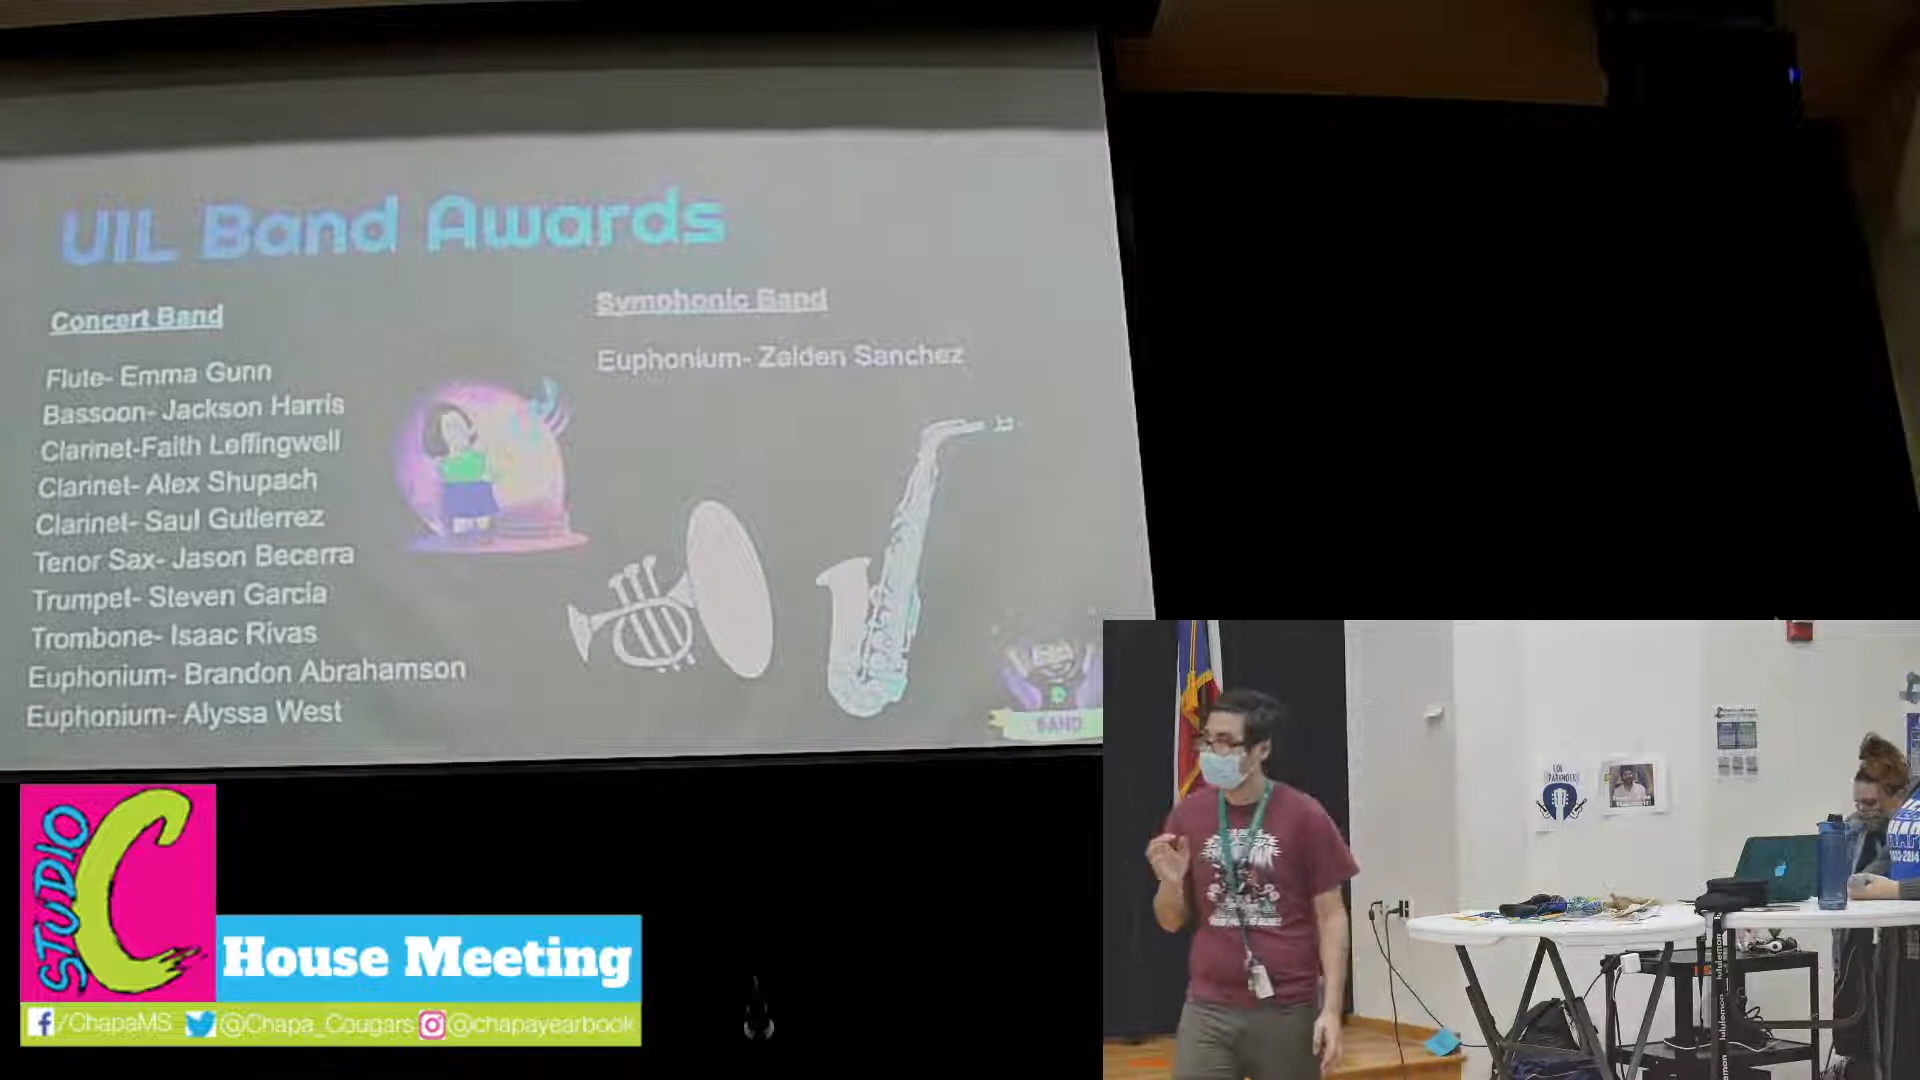 UIL Band Awards
Concert Band
Flute- Emma Gunn
Bassoon- Jackson Harris
Clarinet-Faith Leffingwell
Clarinet- Alex Shupach
Clarinet- Saul Gutierrez
Tenor Sax- Jason Becerra
Trumpet- Steven Garcia
Trombone- Isaac Rivas
Euphonium- Brandon Abrahamson
Euphonium- Alyssa West
Symphonic Band
Euphonium- Zaiden Sanchez
BAND
STUDIO C
House Meeting
/ChapaMS @Chapa_Cougars @chapayearbook
lululemon
lululemon